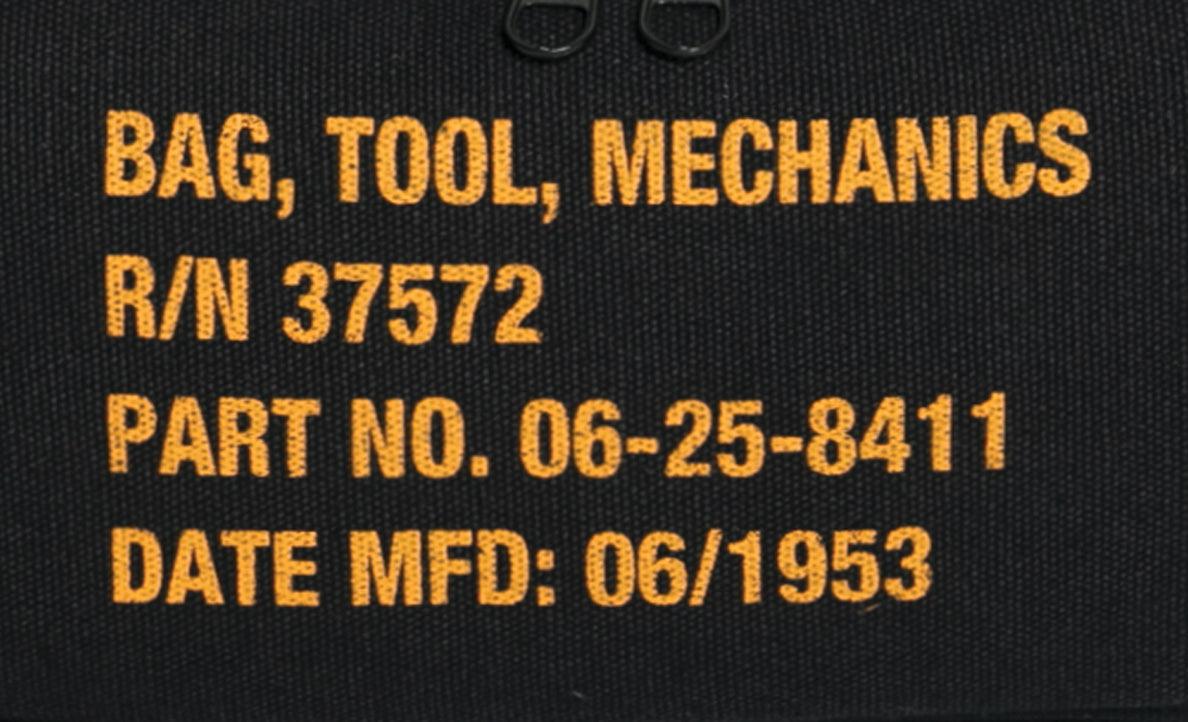 BAG, TOOL, MECHANICS
R/N 37572
PART NO. 06-25-8411
DATE MFD: 06/1953